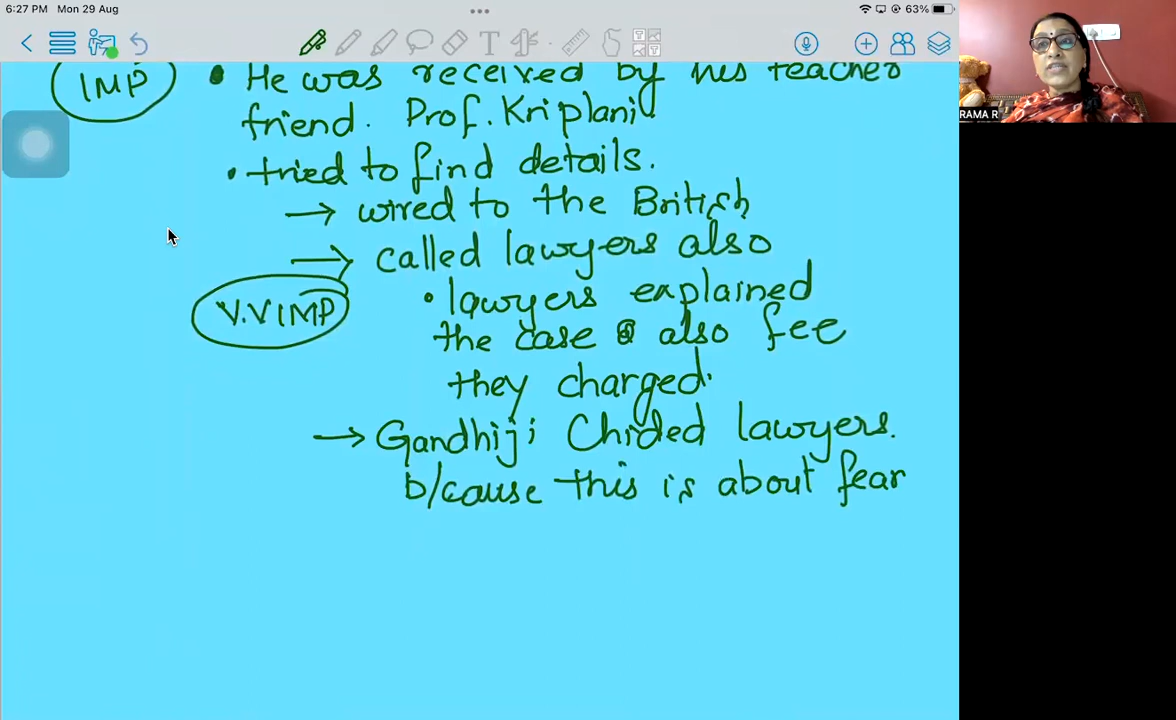 6:27 PM Mon 29 Aug
63%
IMP
• He was received by his teacher
friend. Prof. Kriplani
• tried to find details.
→ wired to the British
→ called lawyers also
V.V IMP
• lawyers explained
the case & also fee
they charged.
→ Gandhiji Chided lawyers.
b/cause this is about fear
RAMA R